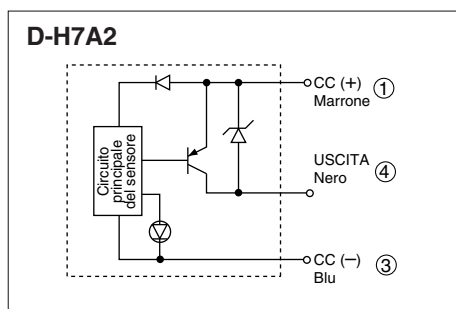 D-H7A2
CC (+) ①
Marrone
Circuito
principale
del sensore
USCITA ④
Nero
CC (–) ③
Blu